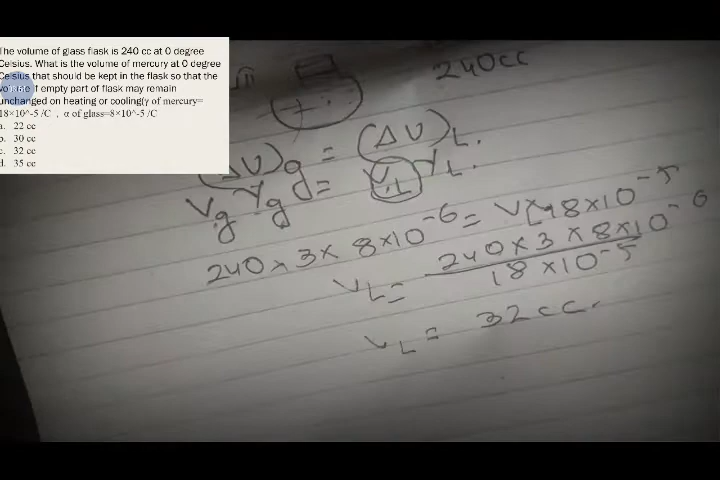 The volume of glass flask is 240 cc at 0 degree
Celsius. What is the volume of mercury at 0 degree
Celsius that should be kept in the flask so that the
if empty part of flask may remain
unchanged on heating or cooling(γ of mercury=
18×10^-5 /C , α of glass=8×10^-5 /C
a. 22 cc
b. 30 cc
c. 32 cc
d. 35 cc
240cc
(ΔV)g = (ΔV)L.
Vg γg = VL γL.
240 × 3 × 8×10^-6 = V× 18×10^-5
VL = 240 × 3 × 8×10^-6
18 ×10^-5
VL = 32cc.